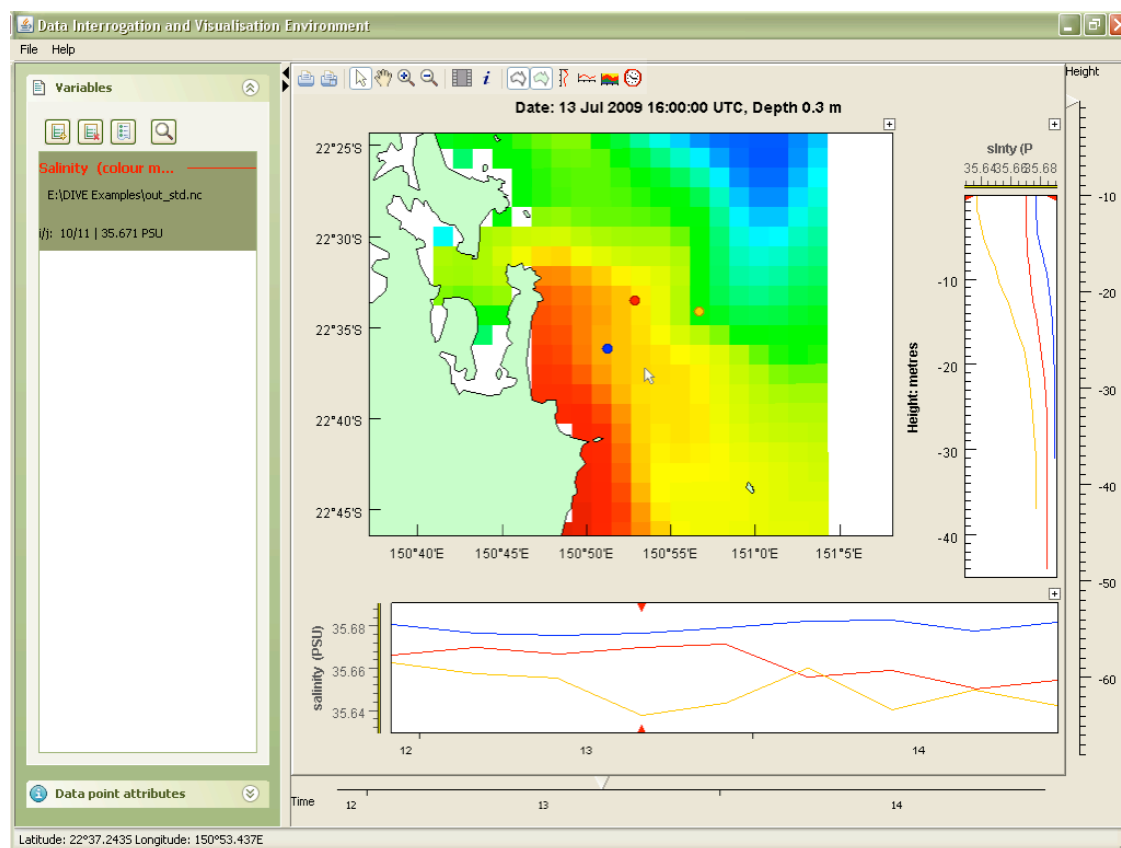 Data Interrogation and Visualisation Environment
File Help
Variables
Salinity (colour m...
E:\DIVE Examples\out_std.nc
i/j: 10/11 | 35.671 PSU
Data point attributes
Height
Date: 13 Jul 2009 16:00:00 UTC, Depth 0.3 m
22°25'S
22°30'S
22°35'S
22°40'S
22°45'S
150°40'E 150°45'E 150°50'E 150°55'E 151°0'E 151°5'E
slnty (P
35.64 35.66 35.68
Height: metres
-10
-20
-30
-40
-10
-20
-30
-40
-50
-60
salinity (PSU)
35.68
35.66
35.64
12 13 14
Time 12 13 14
Latitude: 22°37.243S Longitude: 150°53.437E